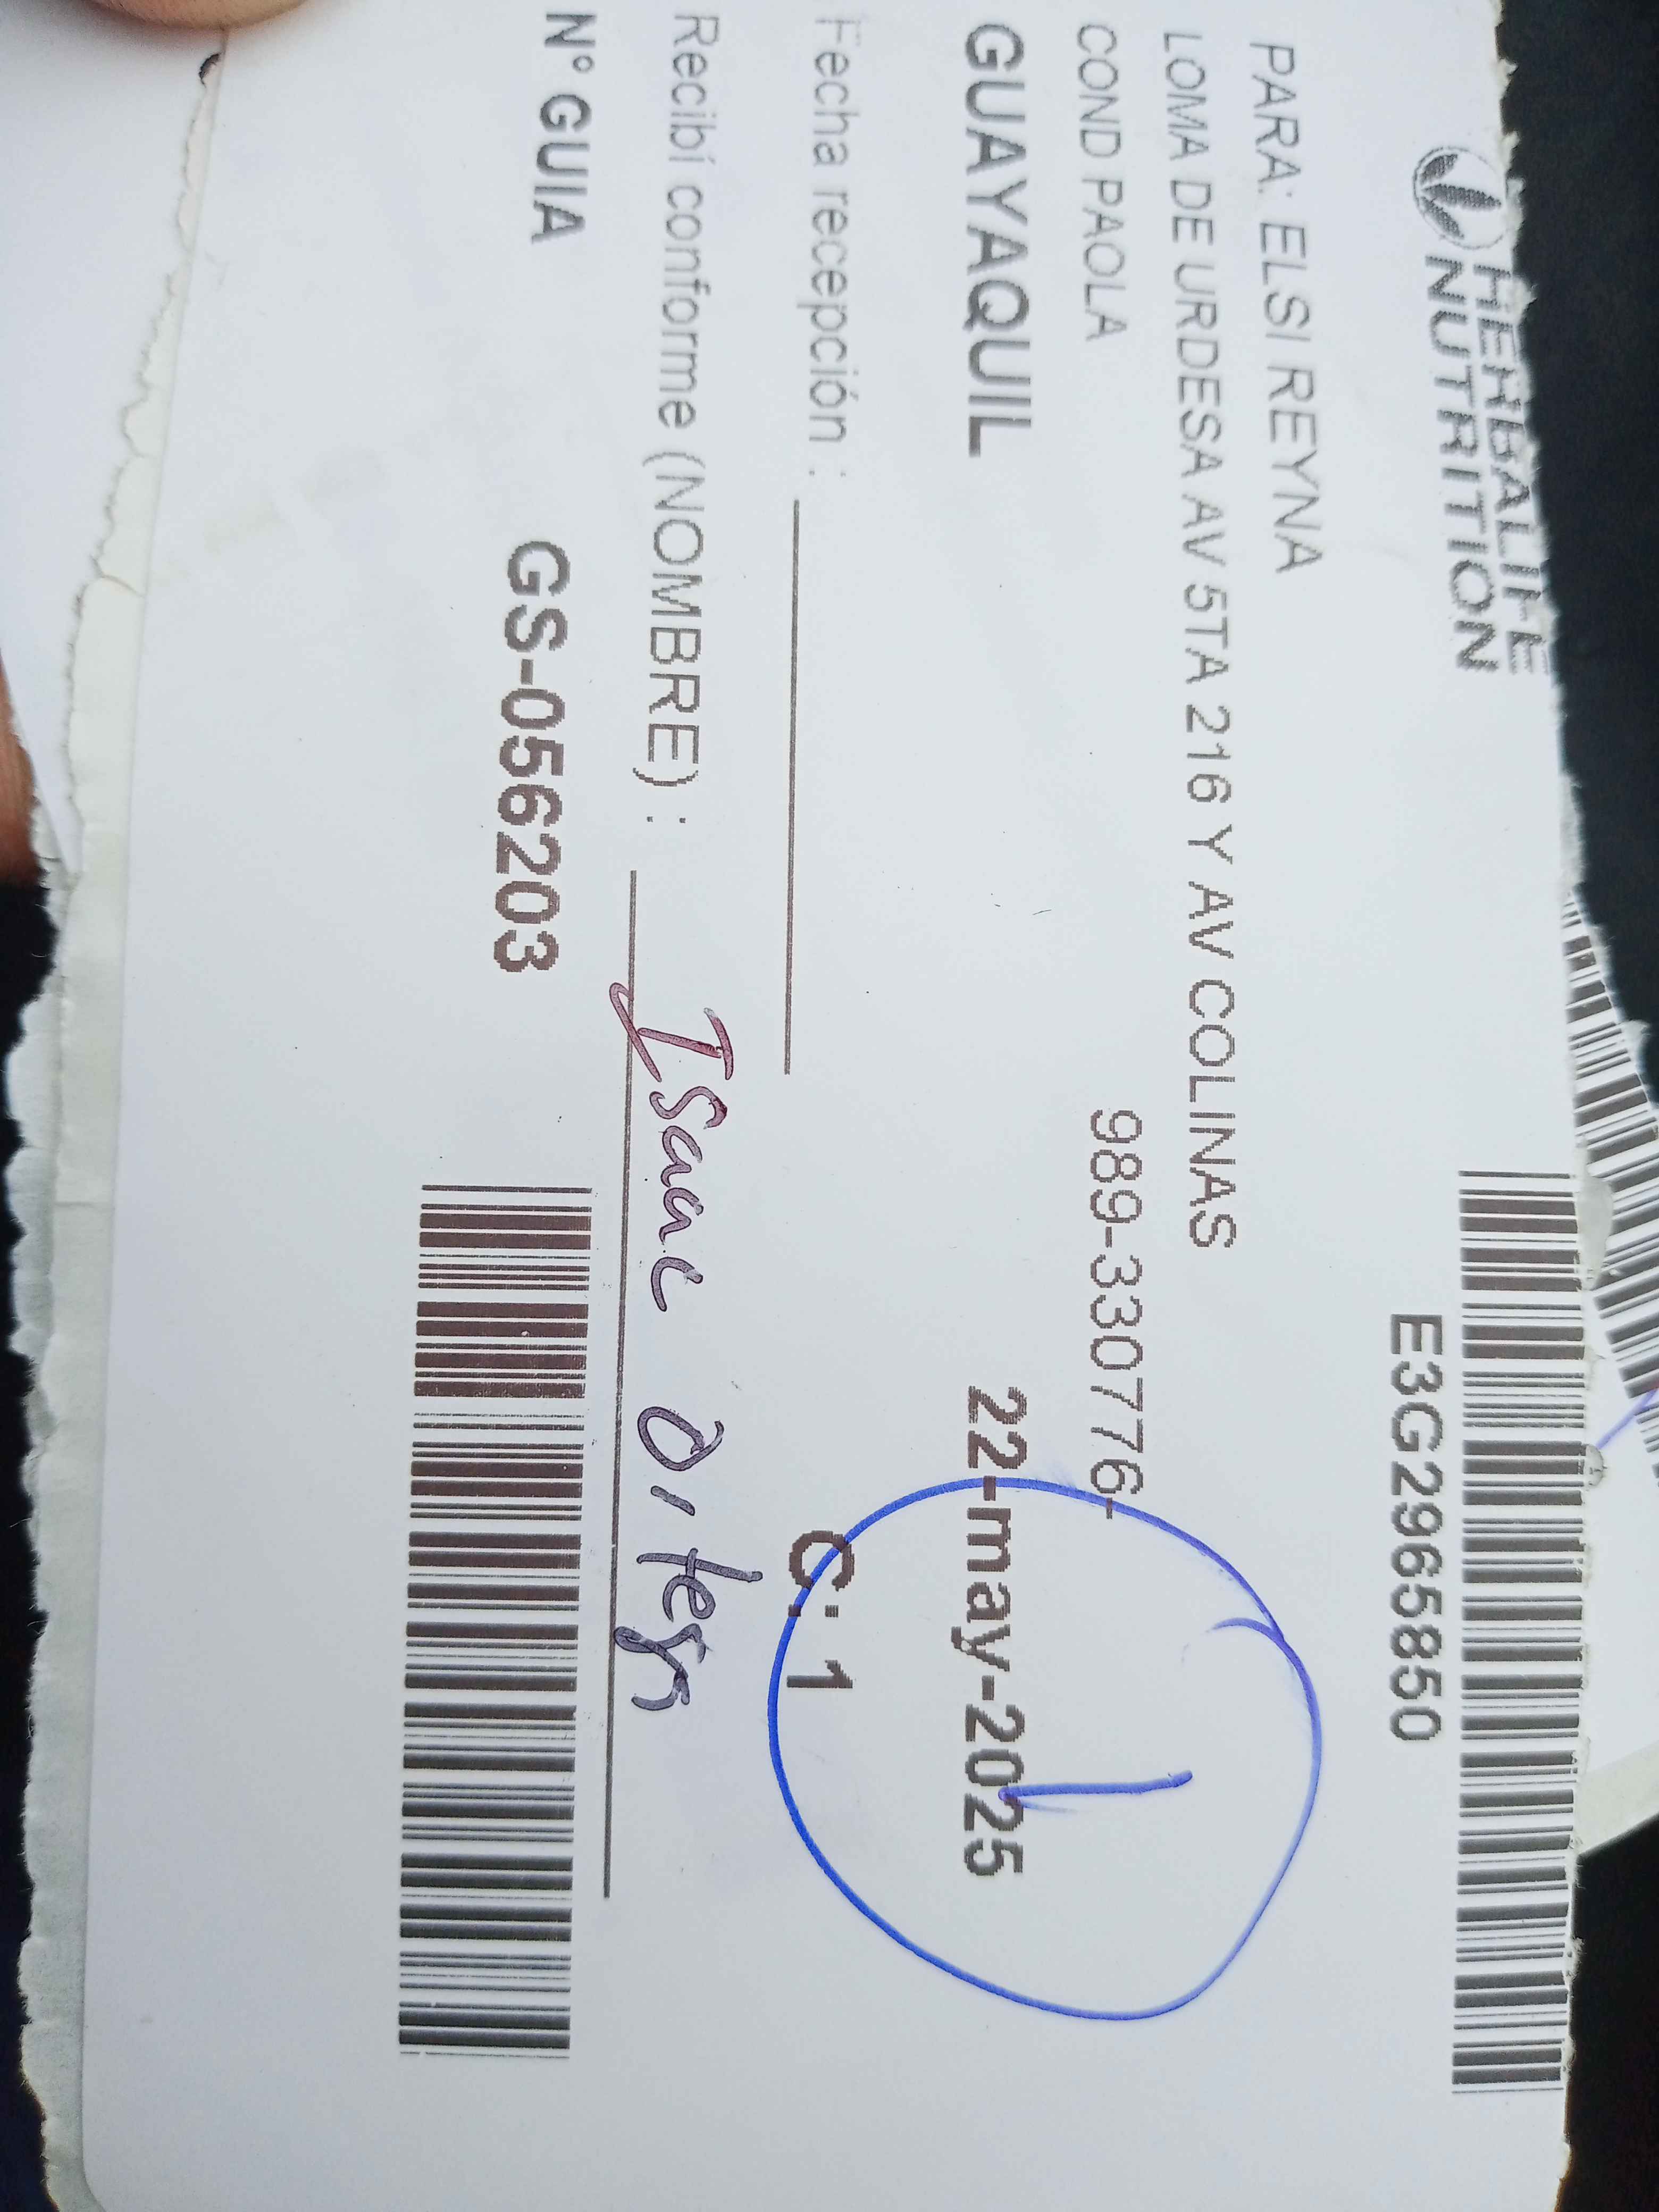 HERBALIFE
NUTRITION
E3G2965850
PARA: ELSI REYNA
LOMA DE URDESA AV 5TA 216 Y AV COLINAS
COND PAOLA 989-330776-
GUAYAQUIL 22-may-2025
1
Fecha recepción : C: 1
Recibí conforme (NOMBRE) : Isaac
N° GUIA GS-056203